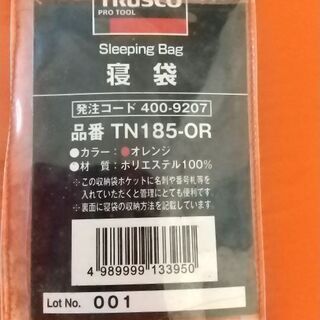 TRUSCO
PRO TOOL
Sleeping Bag
寝袋
発注コード 400-9207
品番 TN185-OR
●カラー：●オレンジ
●材　質：ポリエステル100%
※この収納袋ポケットに名刺や番号札等を
入れていただくと管理にとても便利です。
※裏面に寝袋の収納方法を記載しています。
4 989999 133950
Lot No. 001